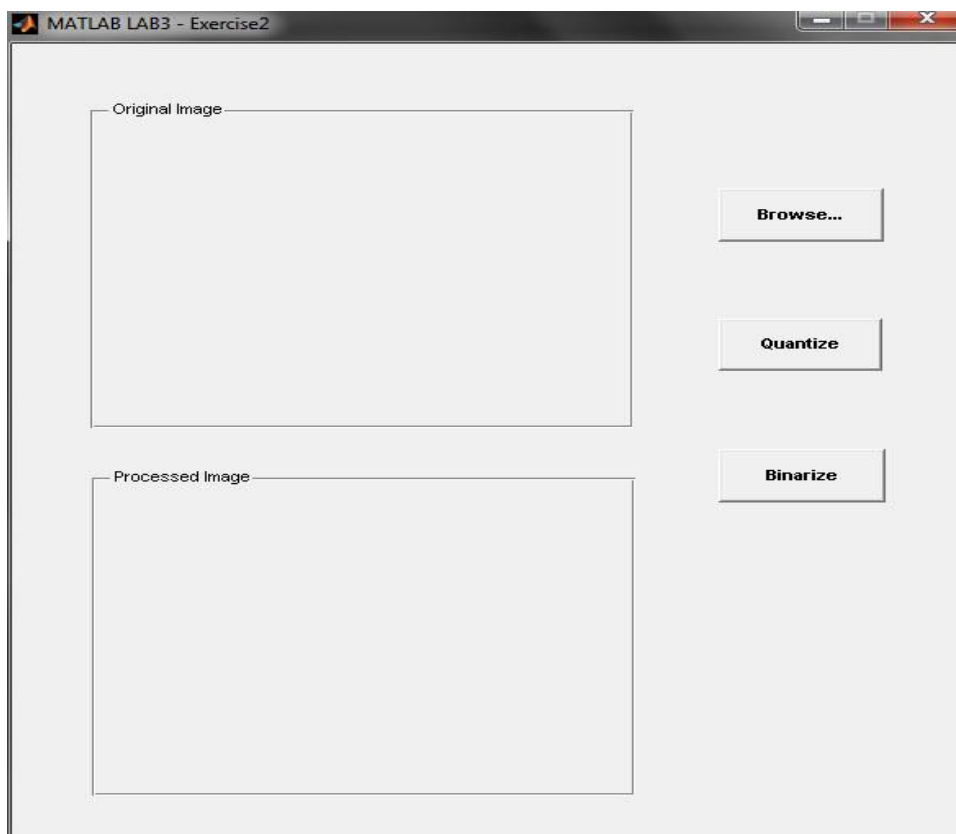 MATLAB LAB3 - Exercise2
Original Image
Browse...
Quantize
Processed Image
Binarize